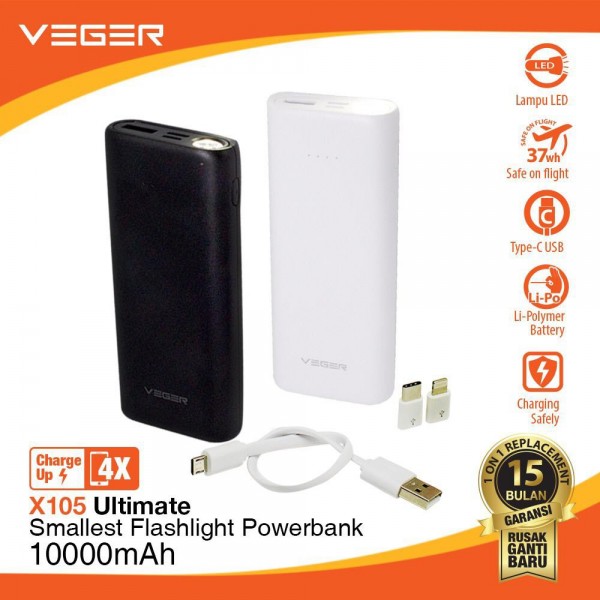 VEGER
LED
Lampu LED
SAFE ON FLIGHT
37wh
Safe on flight
C
Type-C USB
Li-Po
Li-Polymer
Battery
Charging
Safely
VEGER
VEGER
Charge
Up
4X
X105 Ultimate
Smallest Flashlight Powerbank
10000mAh
1 ON 1 REPLACEMENT
15
BULAN
GARANSI
RUSAK
GANTI
BARU